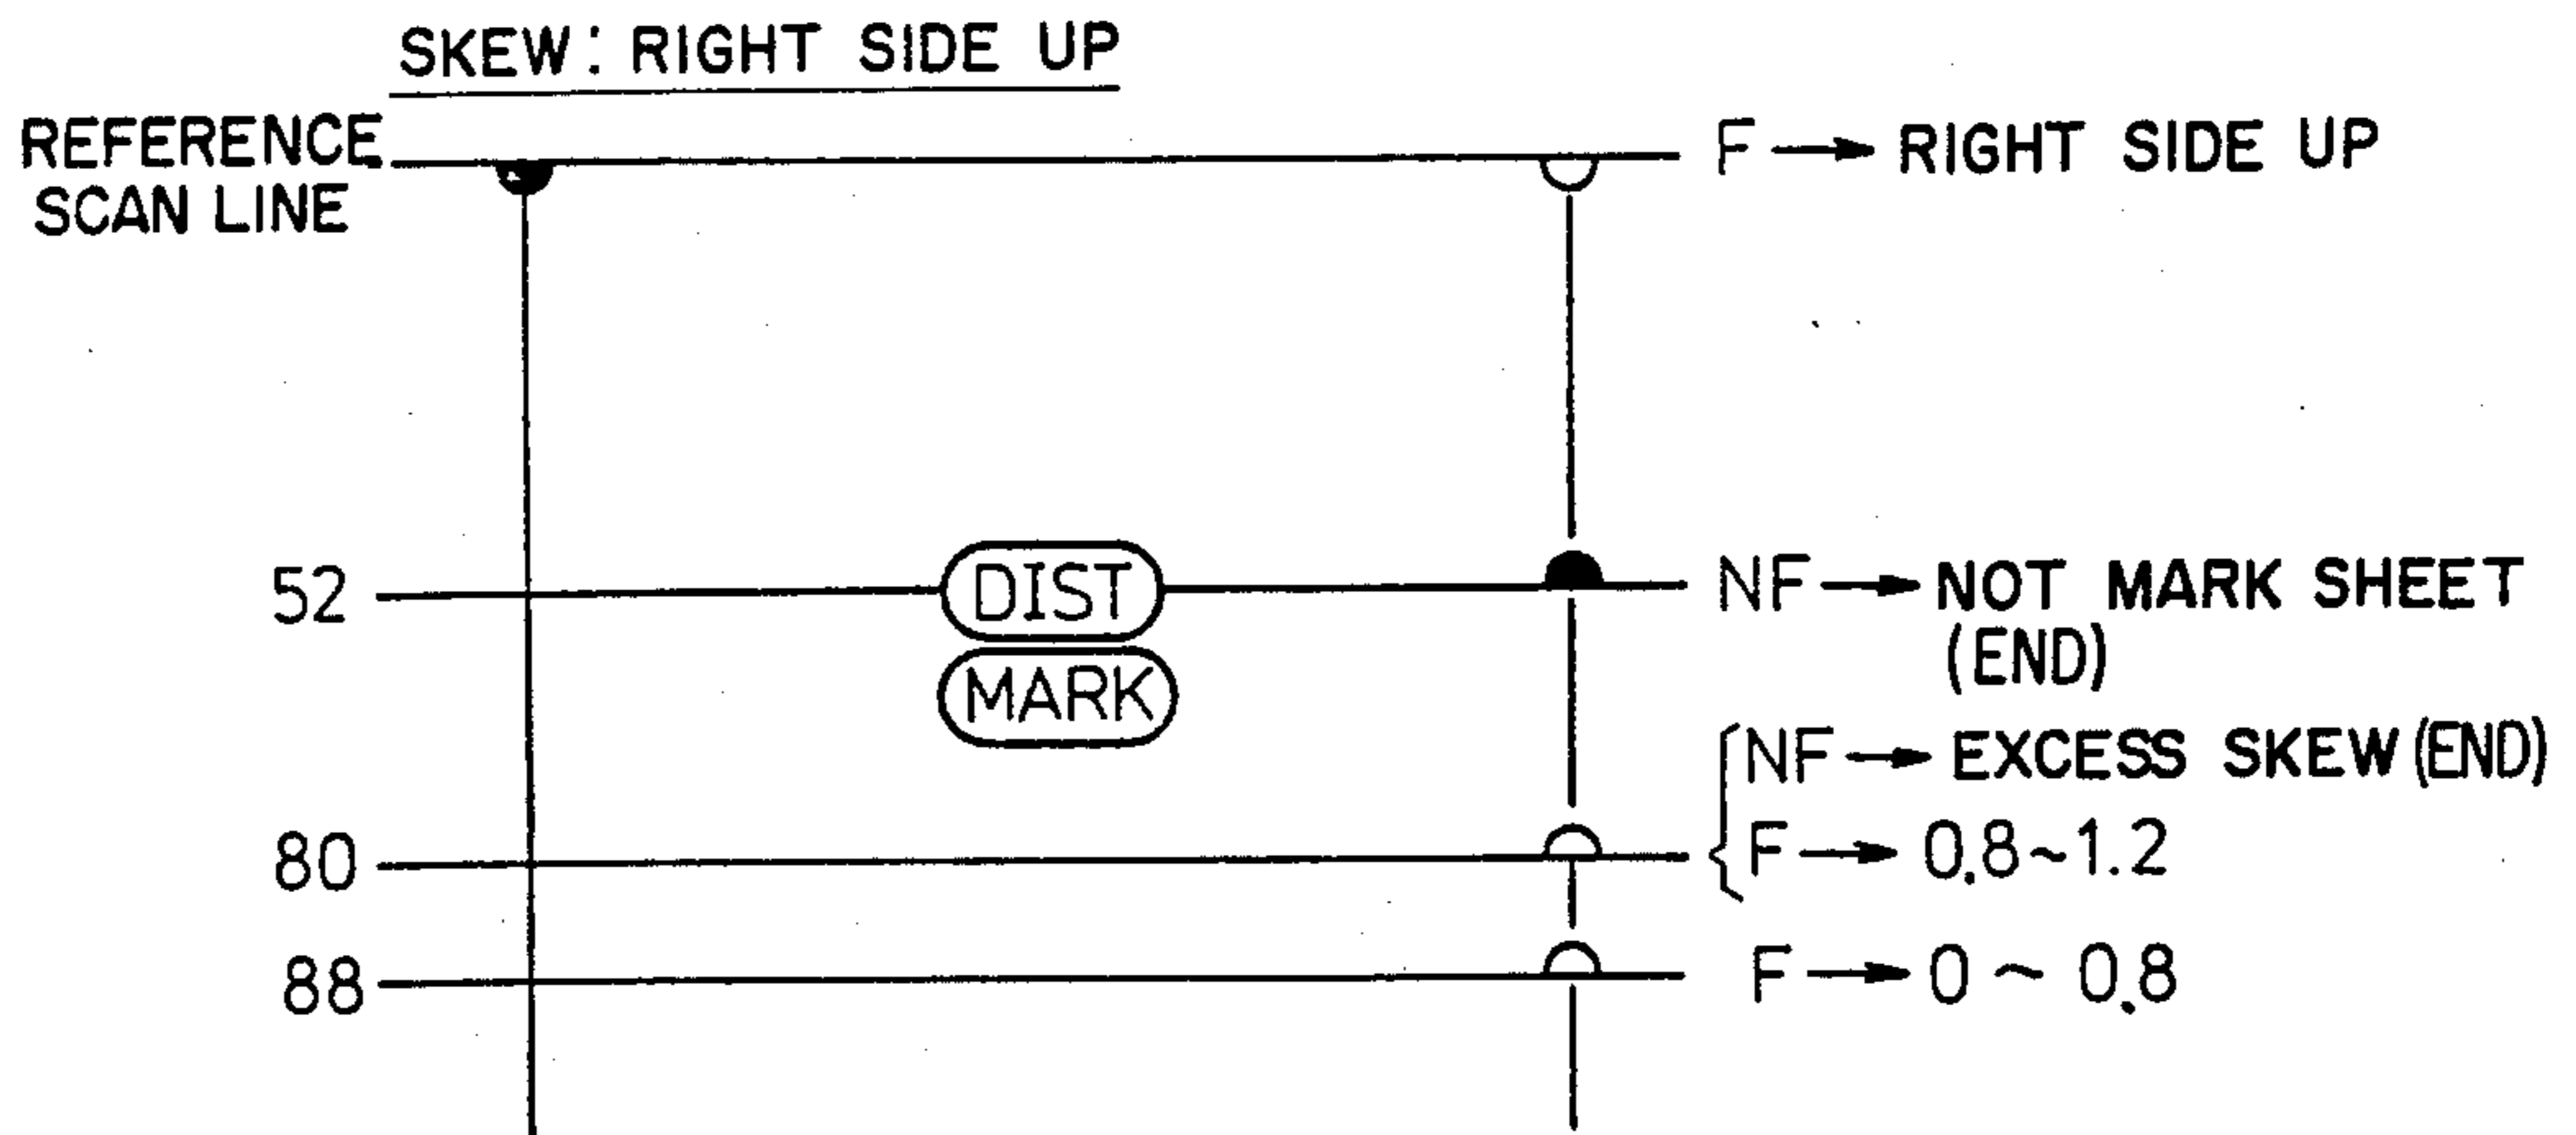 SKEW: RIGHT SIDE UP
REFERENCE
SCAN LINE
F → RIGHT SIDE UP
52
DIST
NF → NOT MARK SHEET
(END)
MARK
NF → EXCESS SKEW (END)
80
F → 0.8~1.2
88
F → 0 ~ 0.8